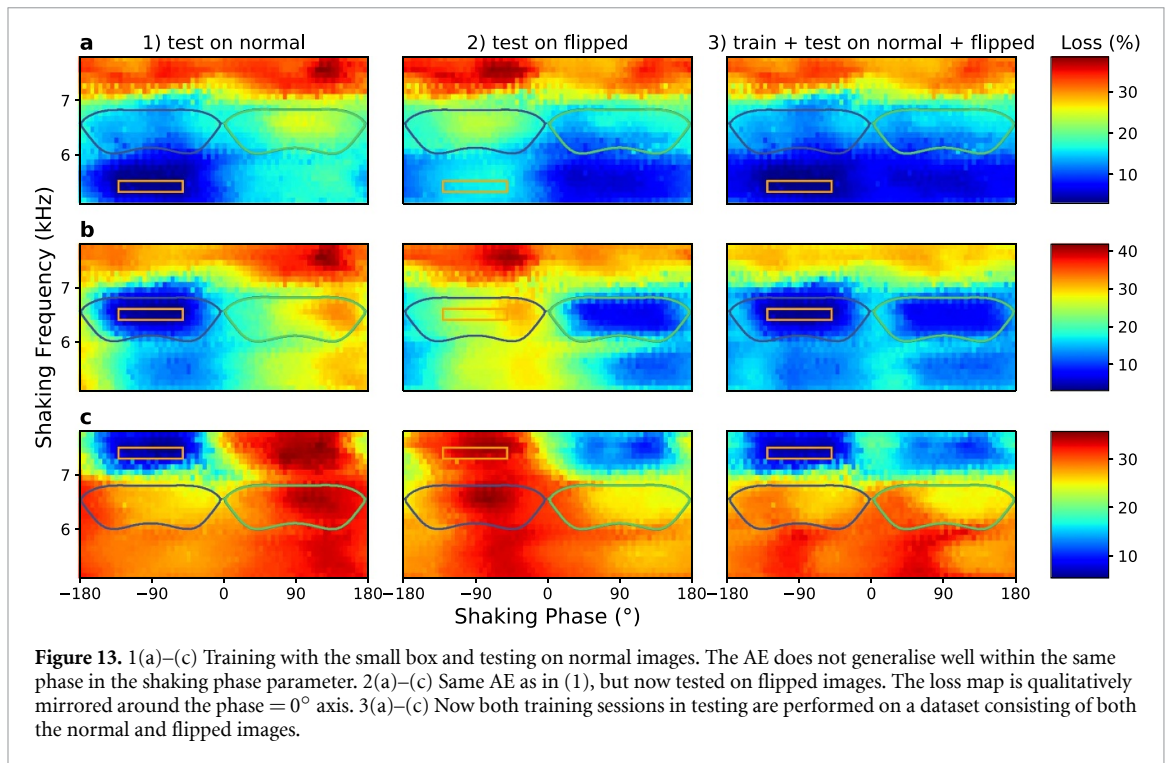 1) test on normal
2) test on flipped
3) train + test on normal + flipped
Loss (%)
a
7
6
30
20
10
b
7
6
40
30
20
10
c
7
6
30
20
10
Shaking Frequency (kHz)
−180 −90 0 90 180
−180 −90 0 90 180
−180 −90 0 90 180
Shaking Phase (°)
Figure 13. 1(a)–(c) Training with the small box and testing on normal images. The AE does not generalise well within the same
phase in the shaking phase parameter. 2(a)–(c) Same AE as in (1), but now tested on flipped images. The loss map is qualitatively
mirrored around the phase = 0° axis. 3(a)–(c) Now both training sessions in testing are performed on a dataset consisting of both
the normal and flipped images.